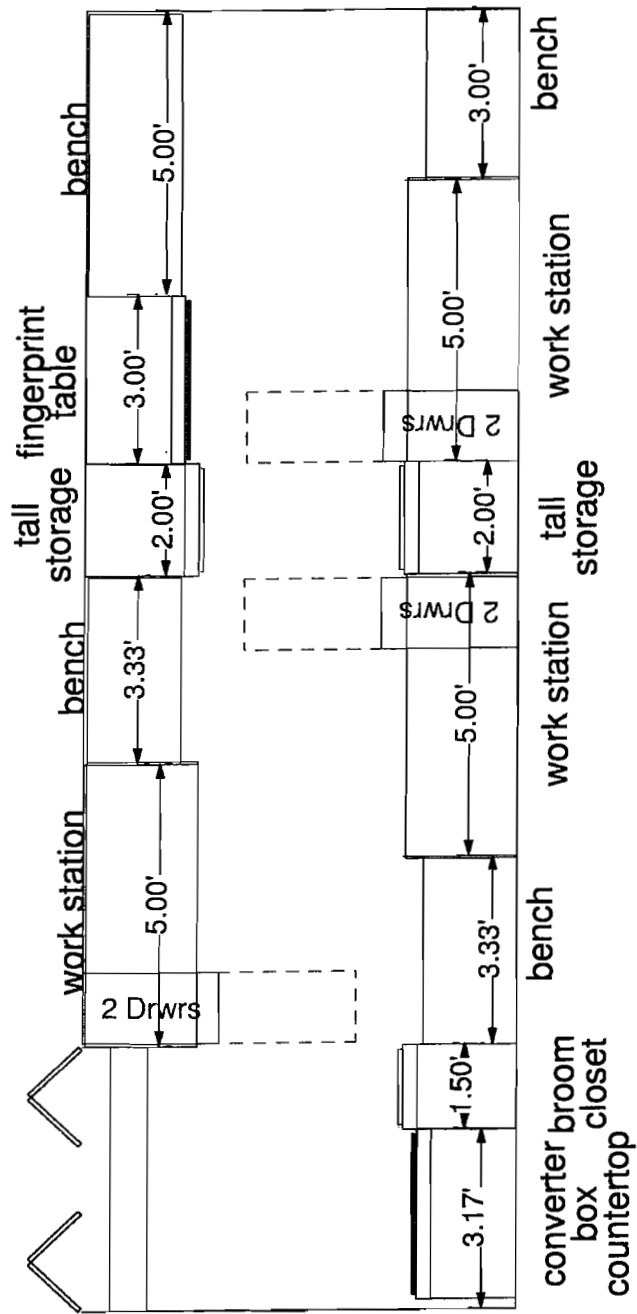 work station
bench
tall
storage
fingerprint
table
bench
2 Drwrs
5.00'
3.33'
2.00'
3.00'
5.00'
2 Drwrs
2 Drwrs
3.17'
1.50'
3.33'
5.00'
2.00'
5.00'
3.00'
converter
box
countertop
broom
closet
bench
work station
tall
storage
work station
bench